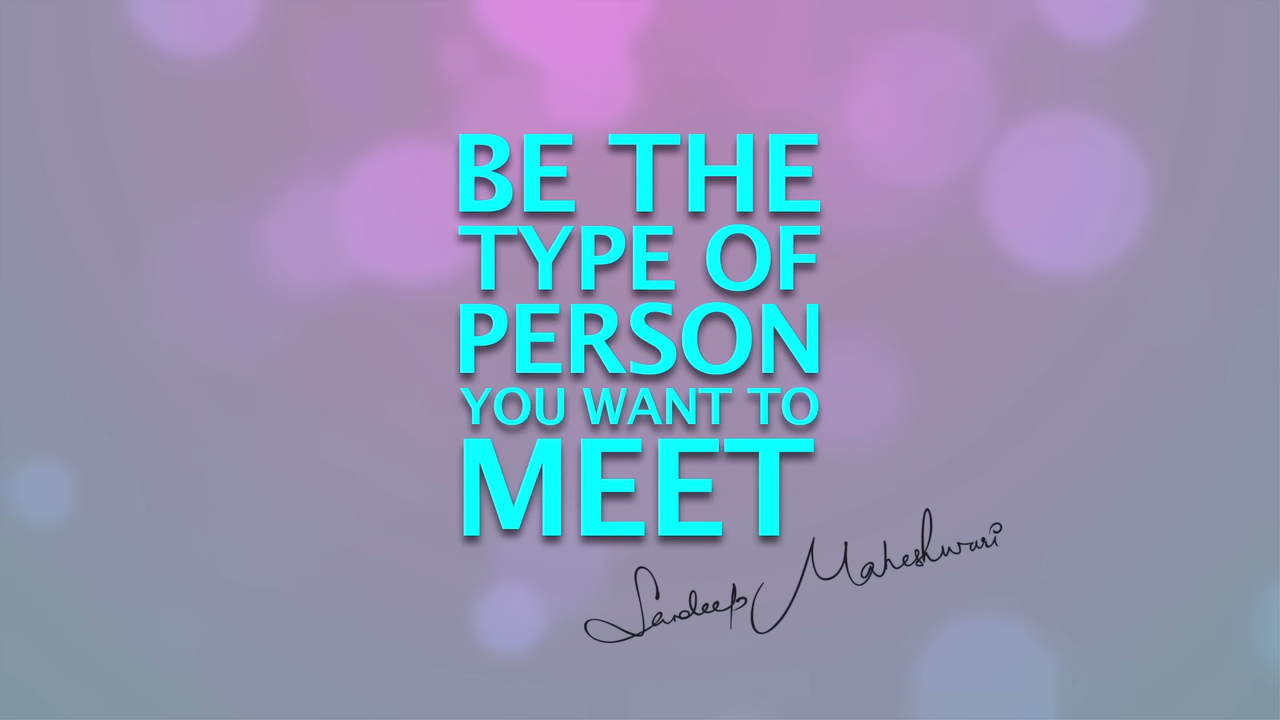 BE THE
TYPE OF
PERSON
YOU WANT TO
MEET
Sandeep Maheshwari